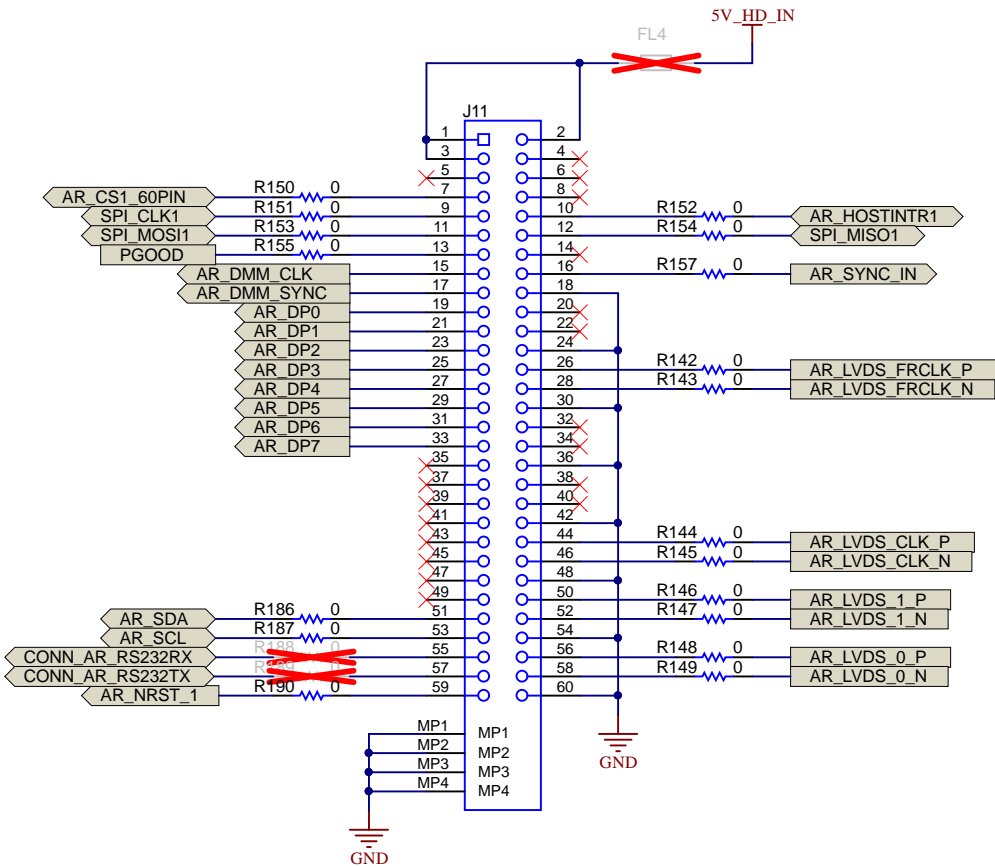 5V_HD_IN
FL4
J11
1 2
3 4
5 6
AR_CS1_60PIN R150 0 7 8
SPI_CLK1 R151 0 9 10 R152 0 AR_HOSTINTR1
SPI_MOSI1 R153 0 11 12 R154 0 SPI_MISO1
PGOOD R155 0 13 14
AR_DMM_CLK 15 16 R157 0 AR_SYNC_IN
AR_DMM_SYNC 17 18
AR_DP0 19 20
AR_DP1 21 22
AR_DP2 23 24
AR_DP3 25 26 R142 0 AR_LVDS_FRCLK_P
AR_DP4 27 28 R143 0 AR_LVDS_FRCLK_N
AR_DP5 29 30
AR_DP6 31 32
AR_DP7 33 34
35 36
37 38
39 40
41 42
43 44 R144 0 AR_LVDS_CLK_P
45 46 R145 0 AR_LVDS_CLK_N
47 48
49 50 R146 0 AR_LVDS_1_P
AR_SDA R186 0 51 52 R147 0 AR_LVDS_1_N
AR_SCL R187 0 53 54
CONN_AR_RS232RX R188 0 55 56 R148 0 AR_LVDS_0_P
CONN_AR_RS232TX 57 58 R149 0 AR_LVDS_0_N
AR_NRST_1 R190 0 59 60
MP1 MP1
MP2 MP2
MP3 MP3
MP4 MP4
GND
GND